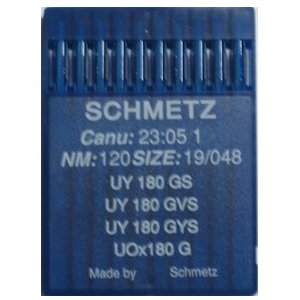 SCHMETZ
Canu: 23:05 1
NM: 120 SIZE: 19/048
UY 180 GS
UY 180 GVS
UY 180 GYS
UOx180 G
Made by Schmetz